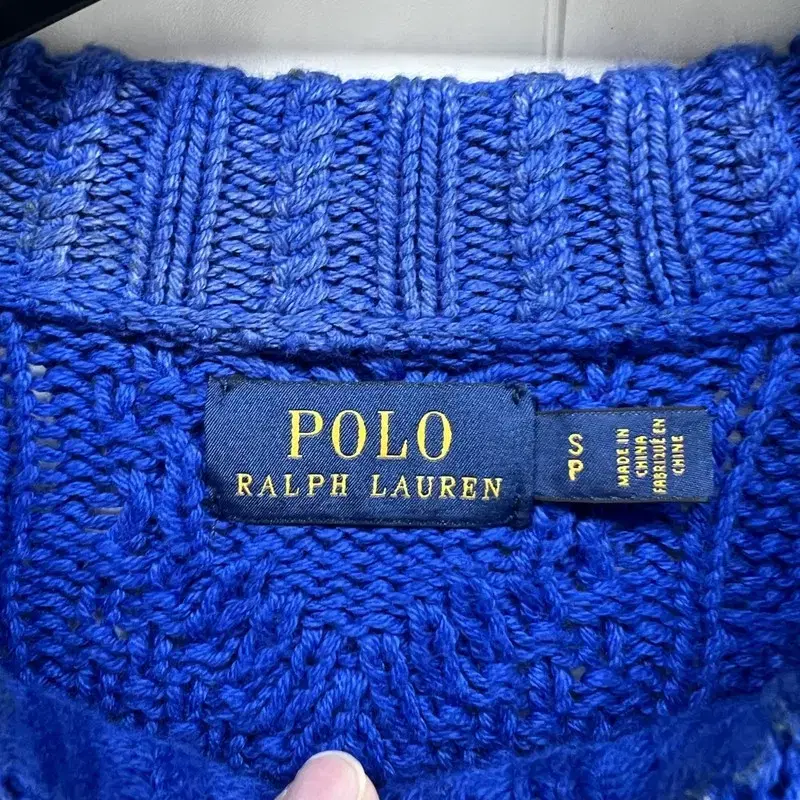 POLO
RALPH LAUREN
S
P
MADE IN
CHINA
FABRIQUÉ EN
CHINE